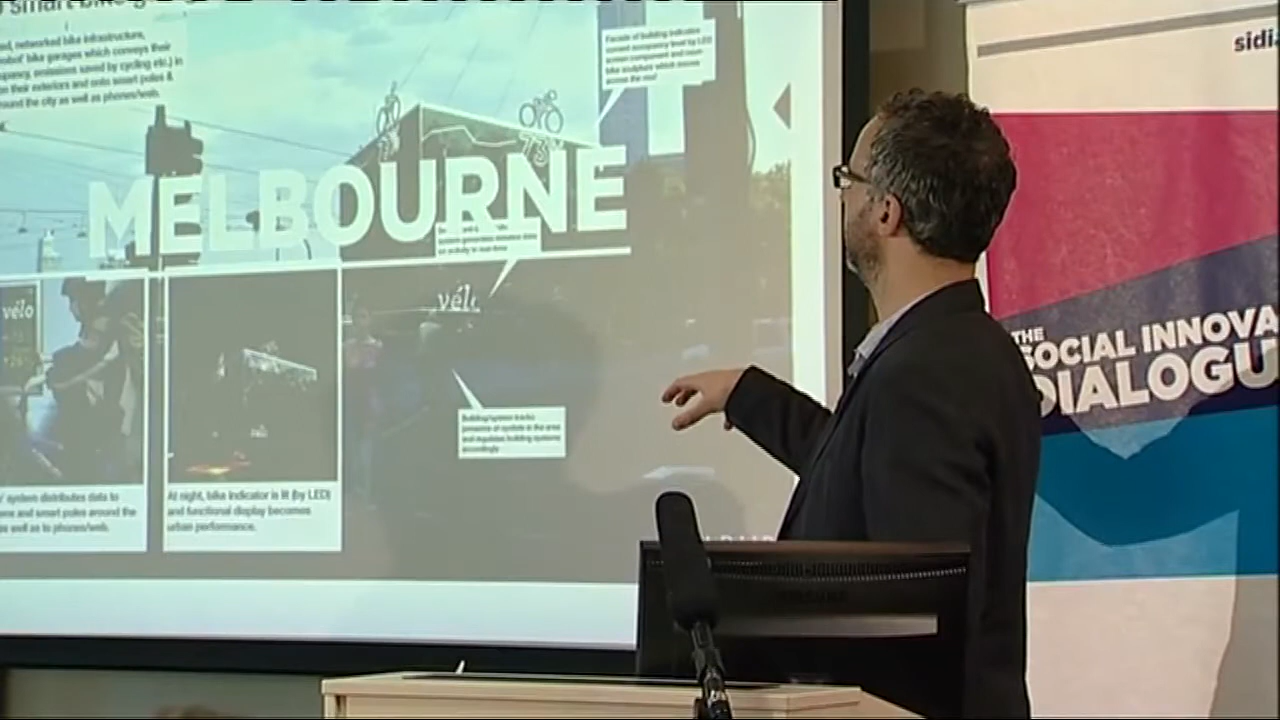 smart bike g
ed, networked bike infrastructure,
robot' bike garages which conveys their
upancy, emissions saved by cycling etc.) in
n their exteriors and onto smart poles &
round the city as well as phones/web.
Facade of building indicates
current occupancy level by LED
screen component and neon
bike sculpture which moves
across the roof
75%
MELBOURNE
system generates
vélo
vélo
Building/system tracks
presence of cyclists in the area
and regulates building systems
accordingly
system distributes data to
and smart poles around the
as well as to phones/web.
At night, bike indicator is lit (by LED)
and functional display becomes
urban performance.
sidia
THE
SOCIAL INNOVA
DIALOGU
SAMSUNG